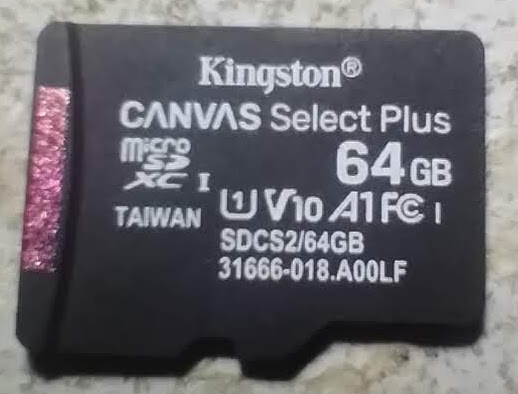 Kingston®
CANVAS Select Plus
micro SD XC I 64GB
TAIWAN U1 V10 A1 FC I
SDCS2/64GB
31666-018.A00LF